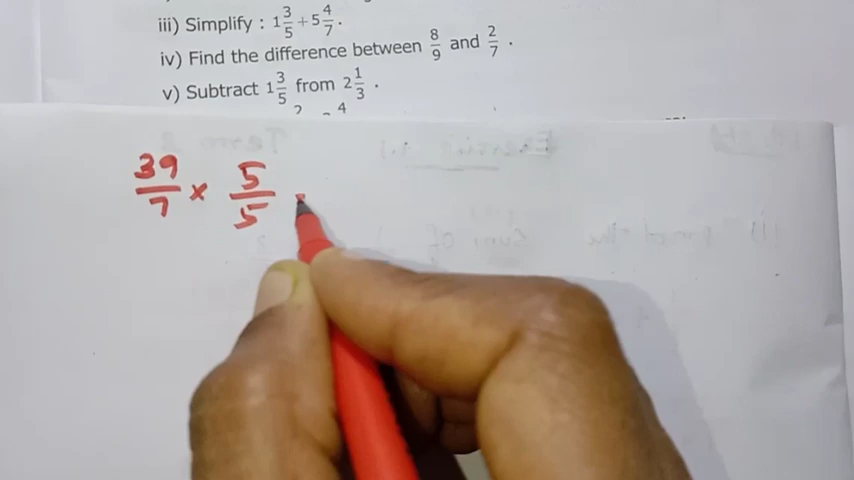 iii) Simplify : 1 3/5 + 5 4/7 .
iv) Find the difference between 8/9 and 2/7 .
v) Subtract 1 3/5 from 2 1/3 .
39/7 × 5/5